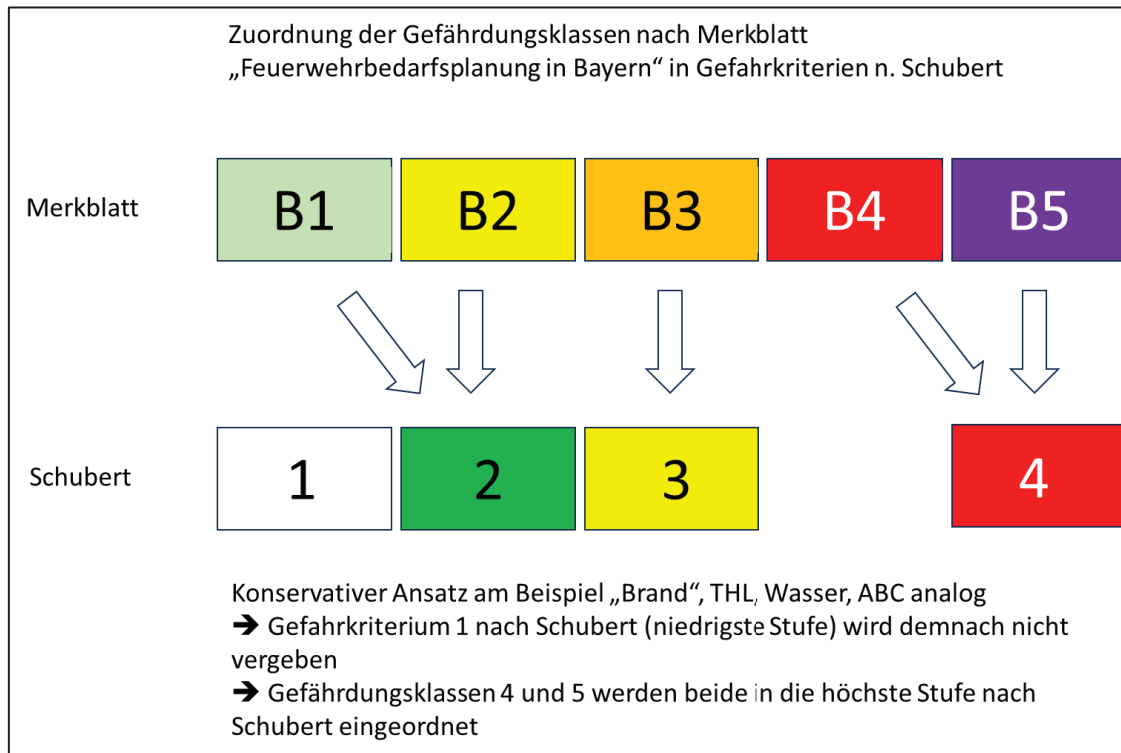 Zuordnung der Gefährdungsklassen nach Merkblatt
„Feuerwehrbedarfsplanung in Bayern“ in Gefahrkriterien n. Schubert
Merkblatt
B1
B2
B3
B4
B5
Schubert
1
2
3
4
Konservativer Ansatz am Beispiel „Brand“, THL, Wasser, ABC analog
➔ Gefahrkriterium 1 nach Schubert (niedrigste Stufe) wird demnach nicht
vergeben
➔ Gefährdungsklassen 4 und 5 werden beide in die höchste Stufe nach
Schubert eingeordnet